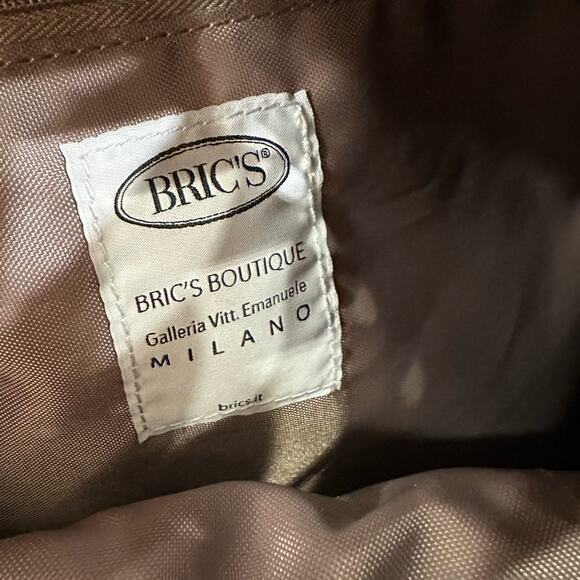 BRIC'S®
BRIC'S BOUTIQUE
Galleria Vitt. Emanuele
MILANO
brics.it